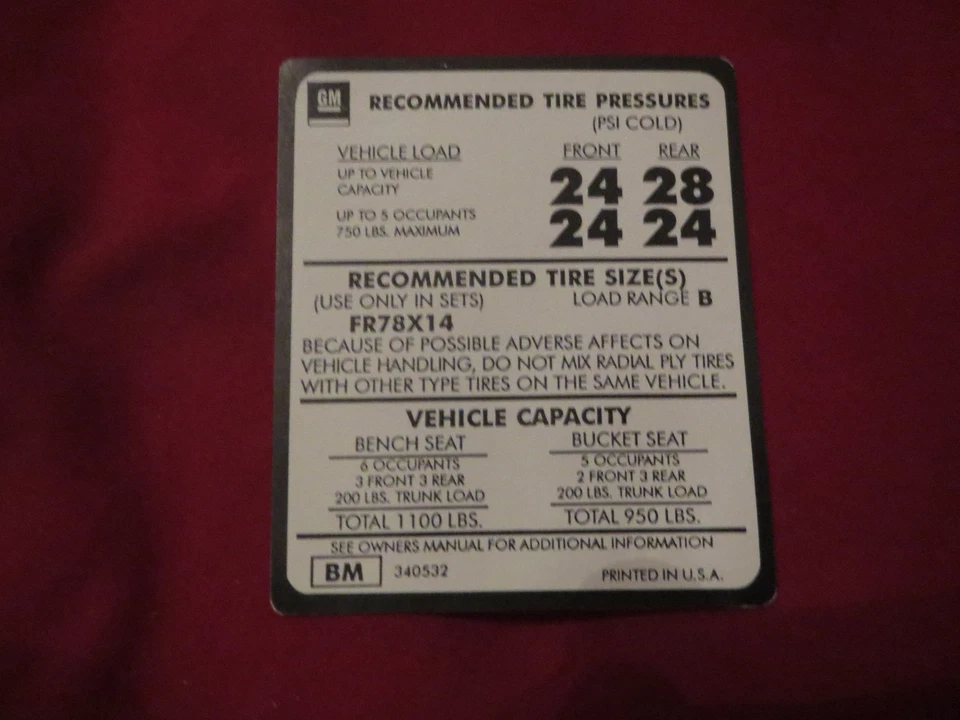 GM RECOMMENDED TIRE PRESSURES
(PSI COLD)
VEHICLE LOAD FRONT REAR
UP TO VEHICLE
CAPACITY 24 28
UP TO 5 OCCUPANTS
750 LBS. MAXIMUM 24 24
RECOMMENDED TIRE SIZE(S)
(USE ONLY IN SETS) LOAD RANGE B
FR78X14
BECAUSE OF POSSIBLE ADVERSE AFFECTS ON
VEHICLE HANDLING, DO NOT MIX RADIAL PLY TIRES
WITH OTHER TYPE TIRES ON THE SAME VEHICLE.
VEHICLE CAPACITY
BENCH SEAT BUCKET SEAT
6 OCCUPANTS 5 OCCUPANTS
3 FRONT 3 REAR 2 FRONT 3 REAR
200 LBS. TRUNK LOAD 200 LBS. TRUNK LOAD
TOTAL 1100 LBS. TOTAL 950 LBS.
SEE OWNERS MANUAL FOR ADDITIONAL INFORMATION
BM 340532 PRINTED IN U.S.A.